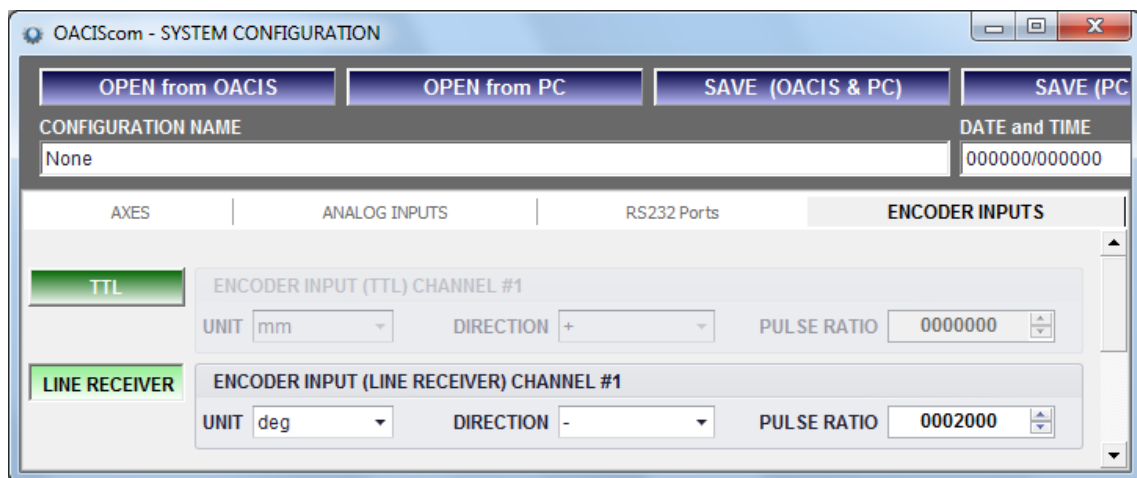 OACIScom - SYSTEM CONFIGURATION
OPEN from OACIS OPEN from PC SAVE (OACIS & PC) SAVE (PC
CONFIGURATION NAME DATE and TIME
None 000000/000000
AXES ANALOG INPUTS RS232 Ports ENCODER INPUTS
TTL ENCODER INPUT (TTL) CHANNEL #1
UNIT mm DIRECTION + PULSE RATIO 0000000
LINE RECEIVER ENCODER INPUT (LINE RECEIVER) CHANNEL #1
UNIT deg DIRECTION - PULSE RATIO 0002000